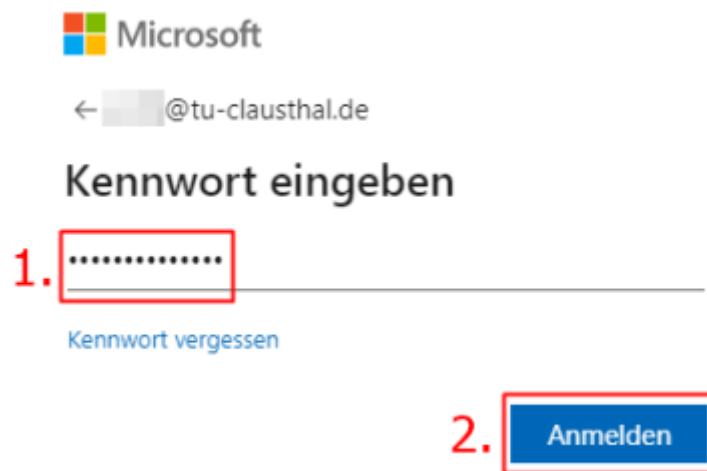 Microsoft
← @tu-clausthal.de
Kennwort eingeben
1. ••••••••••••••
Kennwort vergessen
2. Anmelden